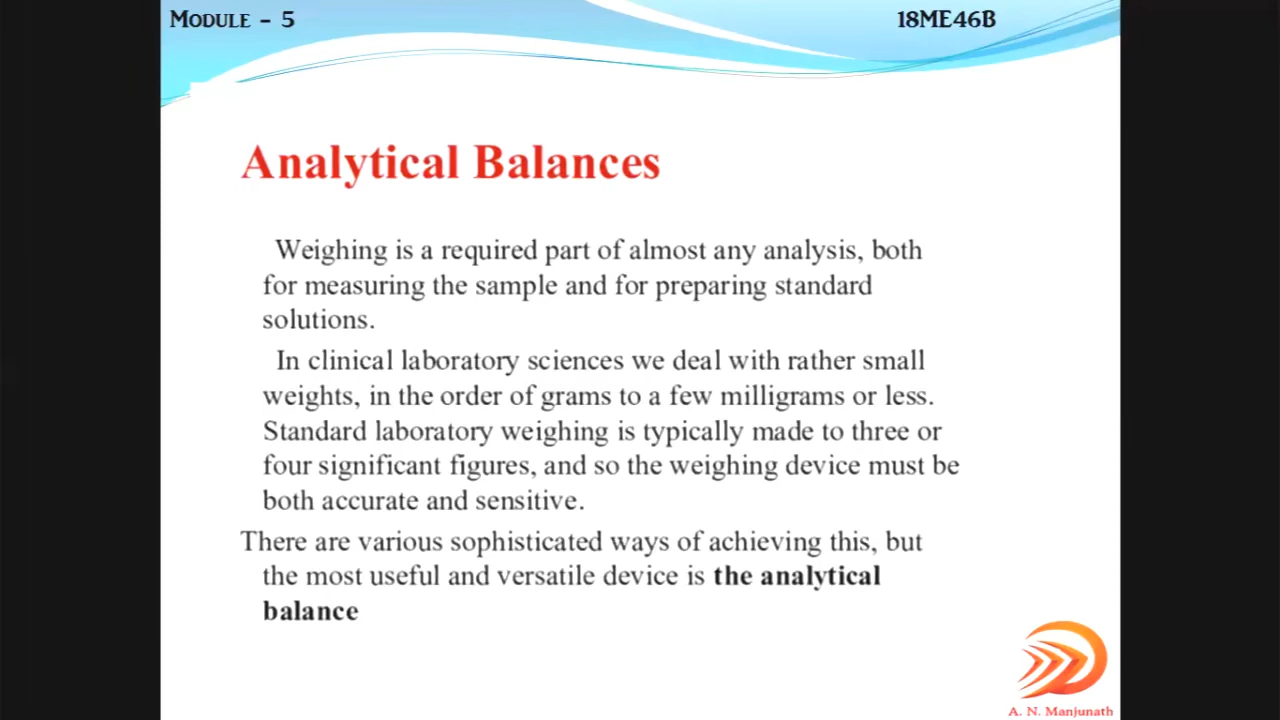 MODULE - 5
18ME46B
Analytical Balances
Weighing is a required part of almost any analysis, both
for measuring the sample and for preparing standard
solutions.
In clinical laboratory sciences we deal with rather small
weights, in the order of grams to a few milligrams or less.
Standard laboratory weighing is typically made to three or
four significant figures, and so the weighing device must be
both accurate and sensitive.
There are various sophisticated ways of achieving this, but
the most useful and versatile device is the analytical
balance
A. N. Manjunath